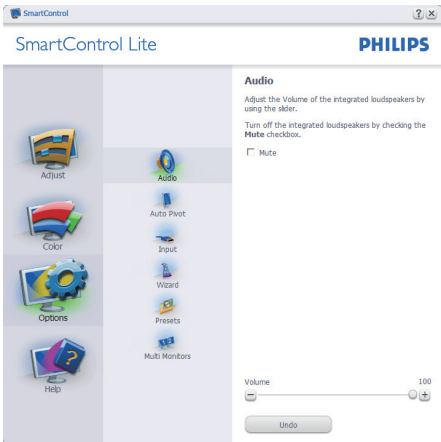 SmartControl
SmartControl Lite
PHILIPS
Adjust
Color
Options
Help
Audio
Auto Pivot
Input
Wizard
Presets
Multi Monitors
Audio
Adjust the Volume of the integrated loudspeakers by
using the slider.
Turn off the integrated loudspeakers by checking the
Mute checkbox.
Mute
Volume 100
Undo